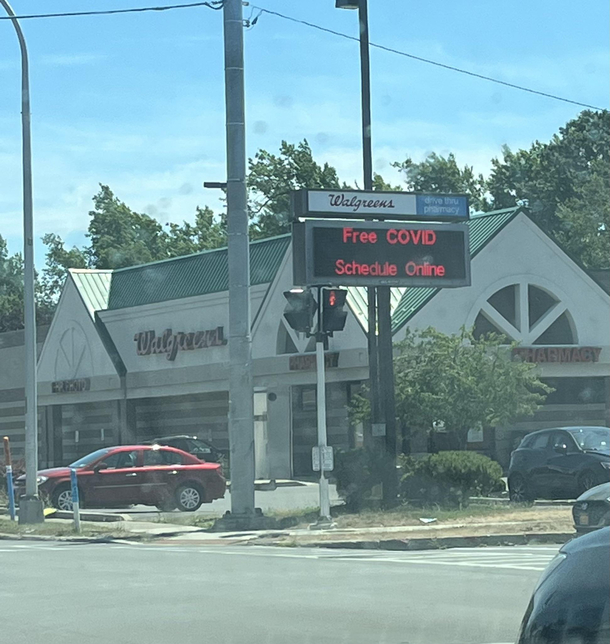 Walgreens
drive thru
pharmacy
Free COVID
Schedule Online
Walgreens
PHARMACY